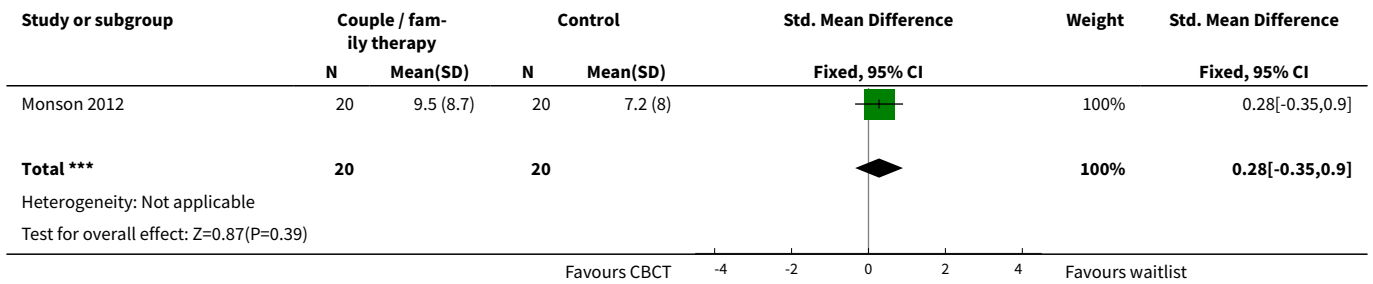 Study or subgroup Couple / fam- Control Std. Mean Difference Weight Std. Mean Difference
ily therapy
N Mean(SD) N Mean(SD) Fixed, 95% CI Fixed, 95% CI
Monson 2012 20 9.5 (8.7) 20 7.2 (8) 100% 0.28[-0.35,0.9]
Total *** 20 20 100% 0.28[-0.35,0.9]
Heterogeneity: Not applicable
Test for overall effect: Z=0.87(P=0.39)
Favours CBCT -4 -2 0 2 4 Favours waitlist